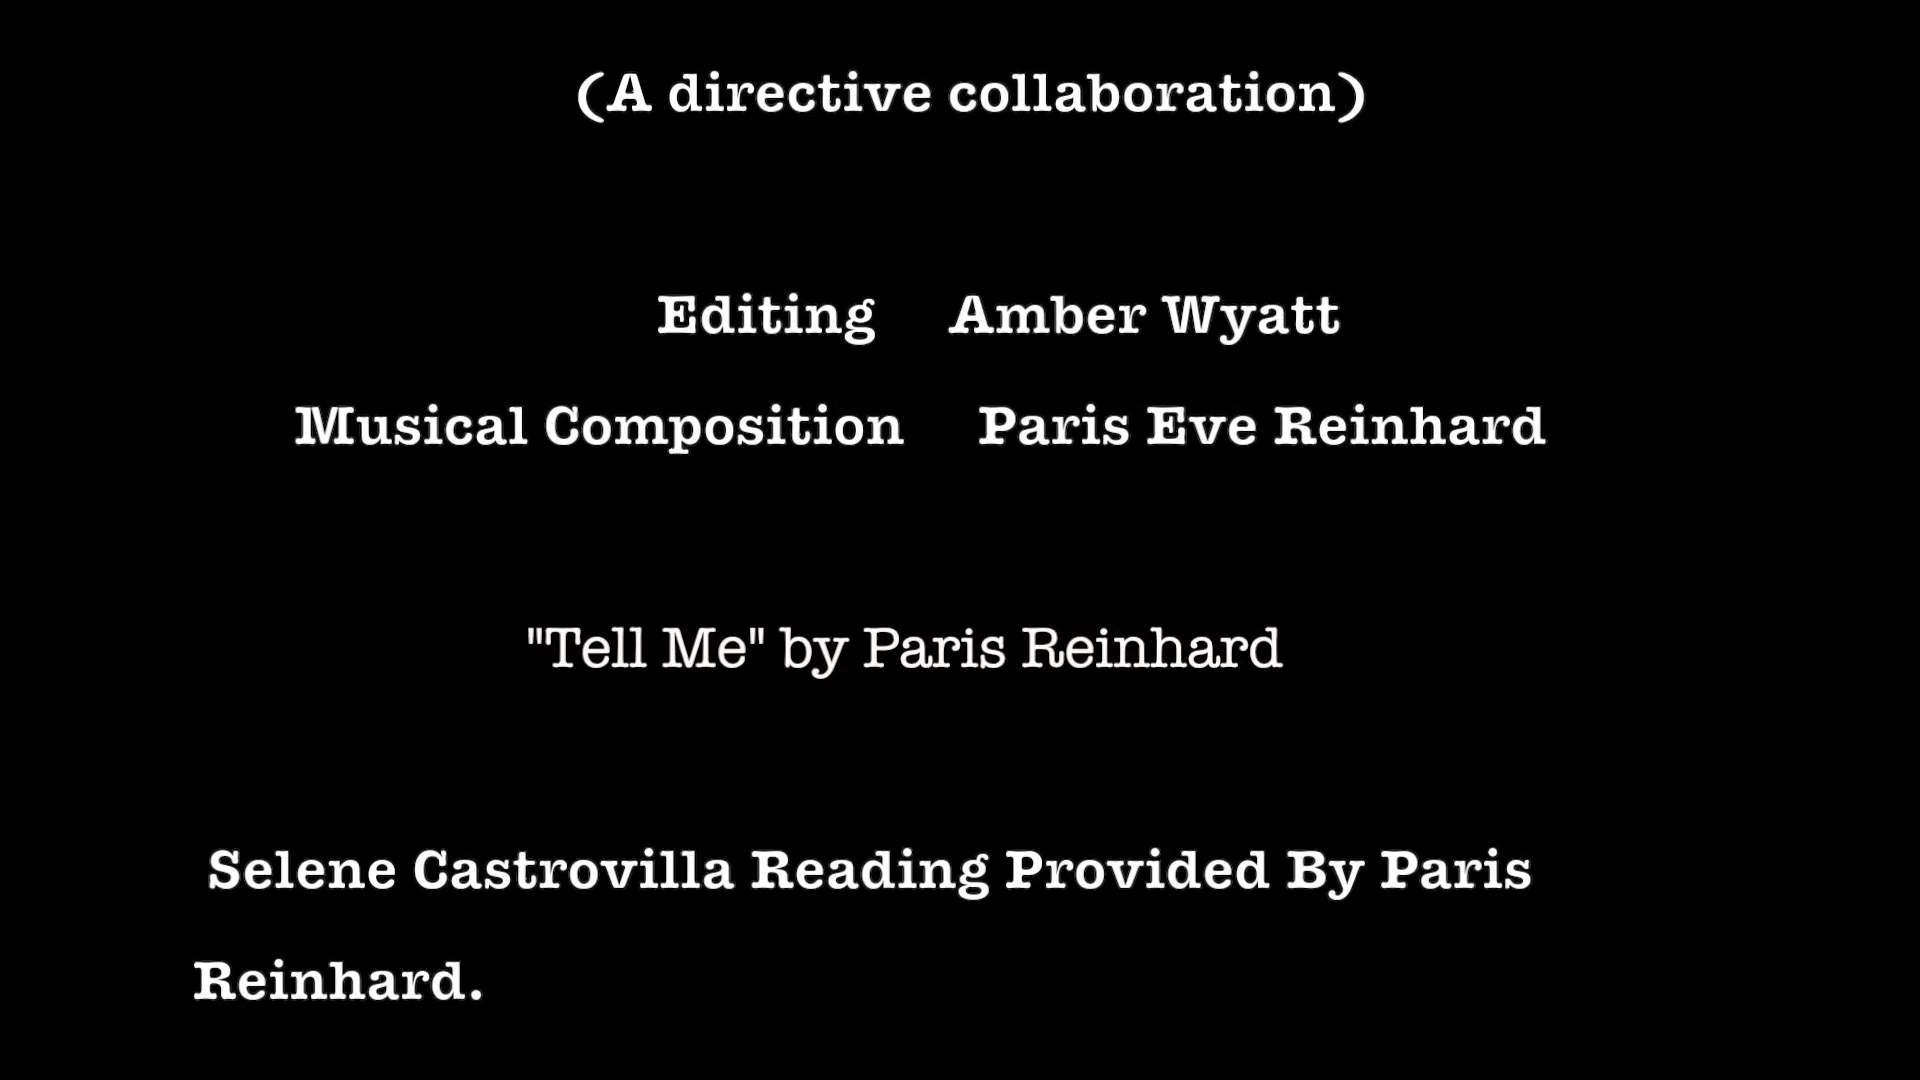 (A directive collaboration)
Editing Amber Wyatt
Musical Composition Paris Eve Reinhard
"Tell Me" by Paris Reinhard
Selene Castrovilla Reading Provided By Paris
Reinhard.